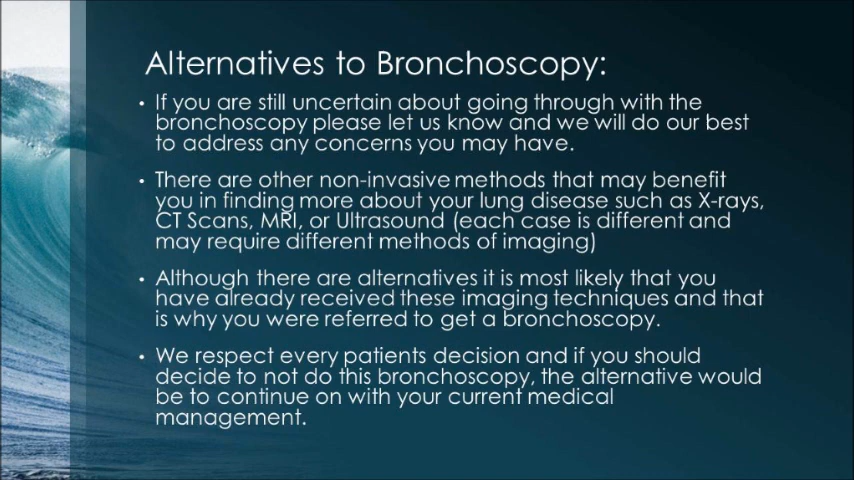 Alternatives to Bronchoscopy:
• If you are still uncertain about going through with the
bronchoscopy please let us know and we will do our best
to address any concerns you may have.
• There are other non-invasive methods that may benefit
you in finding more about your lung disease such as X-rays,
CT Scans, MRI, or Ultrasound (each case is different and
may require different methods of imaging)
• Although there are alternatives it is most likely that you
have already received these imaging techniques and that
is why you were referred to get a bronchoscopy.
• We respect every patients decision and if you should
decide to not do this bronchoscopy, the alternative would
be to continue on with your current medical
management.